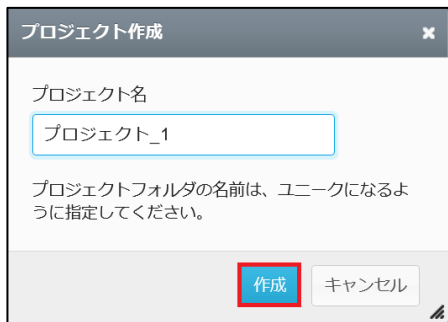 プロジェクト作成
プロジェクト名
プロジェクト_1
プロジェクトフォルダの名前は、ユニークになるよ
うに指定してください。
作成 キャンセル